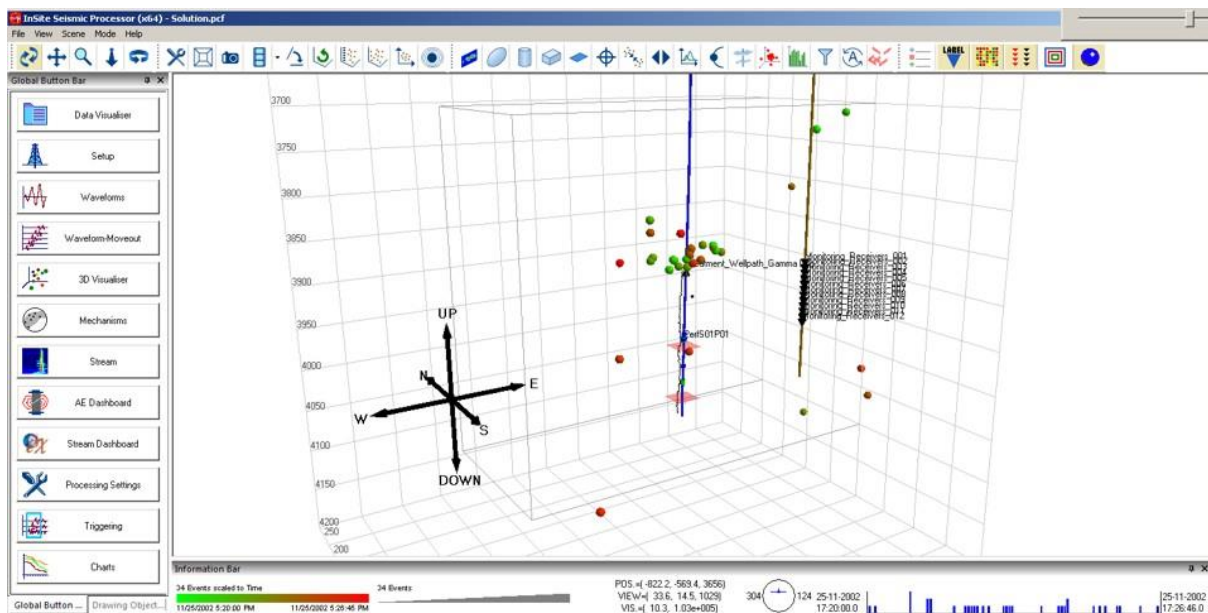 InSite Seismic Processor (x64) - Solution.pcf
File View Scene Mode Help
LABEL
Global Button Bar
Data Visualiser
Setup
Waveforms
Waveform-Moveout
3D Visualiser
Mechanisms
Stream
AE Dashboard
Stream Dashboard
Processing Settings
Triggering
Charts
Global Button ... Drawing Object...
3700
3750
3800
3850
3900
3950
4000
4050
4100
4150
4200
250
200
UP
N
E
W
S
DOWN
Wellpath_Gamma
PerfS01P01
Monitoring_Receivers_001
Monitoring_Receivers_012
Information Bar
34 Events scaled to Time
11/25/2002 5:20:00 PM 11/25/2002 5:26:45 PM
34 Events
POS.=( -822.2, -569.4, 3656)
VIEW=( 33.6, 14.5, 1029)
VIS.=( 10.3, 1.03e+005)
304 124
25-11-2002
17:20:00.0
25-11-2002
17:26:46.0